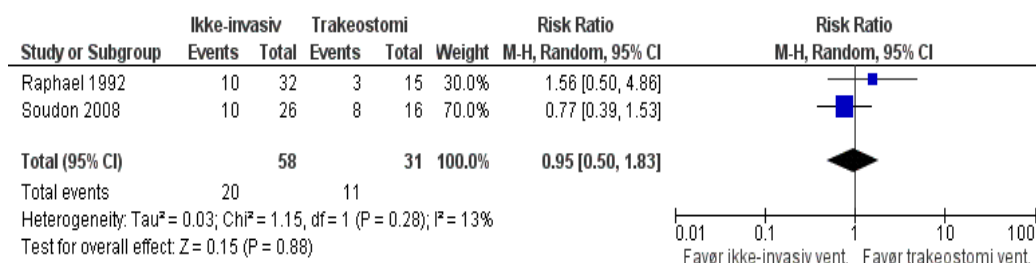 Ikke-invasiv Trakeostomi Risk Ratio Risk Ratio
Study or Subgroup Events Total Events Total Weight M-H, Random, 95% CI M-H, Random, 95% CI
Raphael 1992 10 32 3 15 30.0% 1.56 [0.50, 4.86]
Soudon 2008 10 26 8 16 70.0% 0.77 [0.39, 1.53]
Total (95% CI) 58 31 100.0% 0.95 [0.50, 1.83]
Total events 20 11
Heterogeneity: Tau² = 0.03; Chi² = 1.15, df = 1 (P = 0.28); I² = 13%
Test for overall effect: Z = 0.15 (P = 0.88)
0.01 0.1 1 10 100
Favør ikke-invasiv vent. Favør trakeostomi vent.